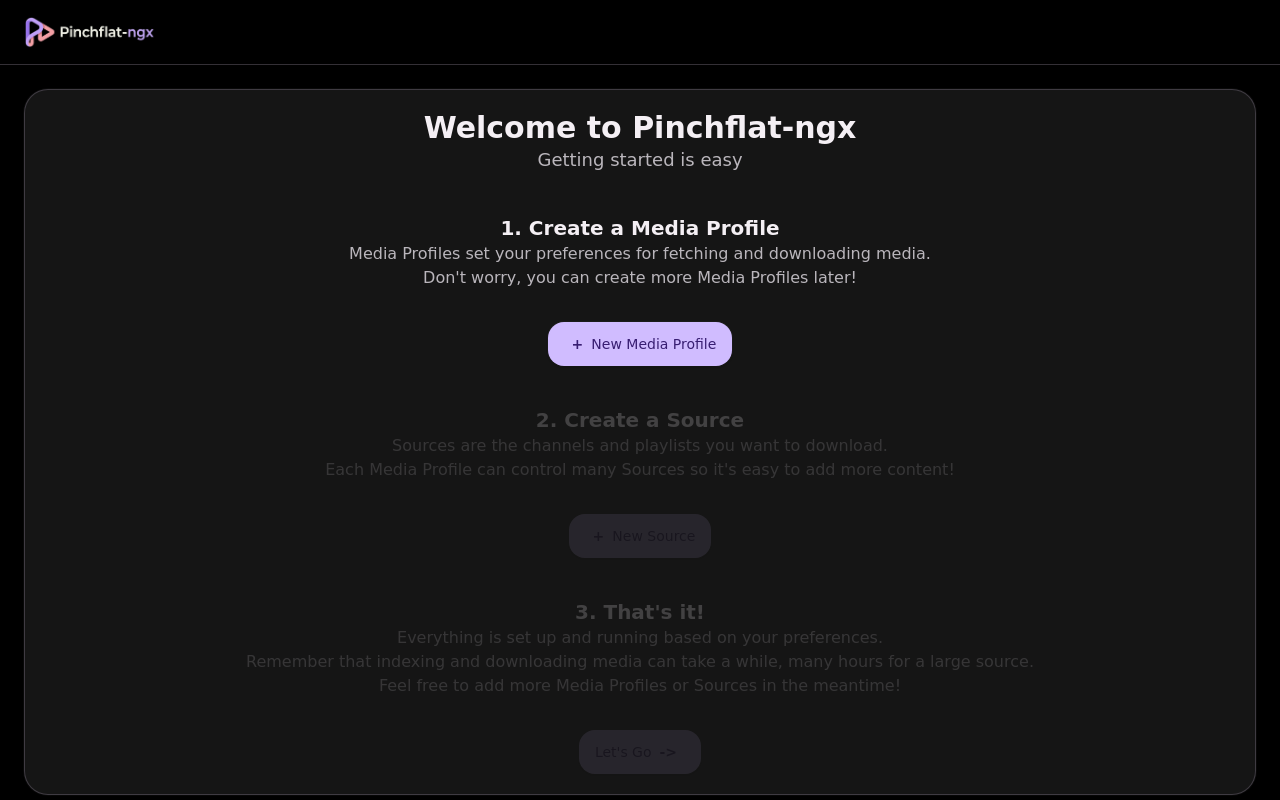 Pinchflat-ngx
Welcome to Pinchflat-ngx
Getting started is easy
1. Create a Media Profile
Media Profiles set your preferences for fetching and downloading media.
Don't worry, you can create more Media Profiles later!
+ New Media Profile
2. Create a Source
Sources are the channels and playlists you want to download.
Each Media Profile can control many Sources so it's easy to add more content!
+ New Source
3. That's it!
Everything is set up and running based on your preferences.
Remember that indexing and downloading media can take a while, many hours for a large source.
Feel free to add more Media Profiles or Sources in the meantime!
Let's Go ->